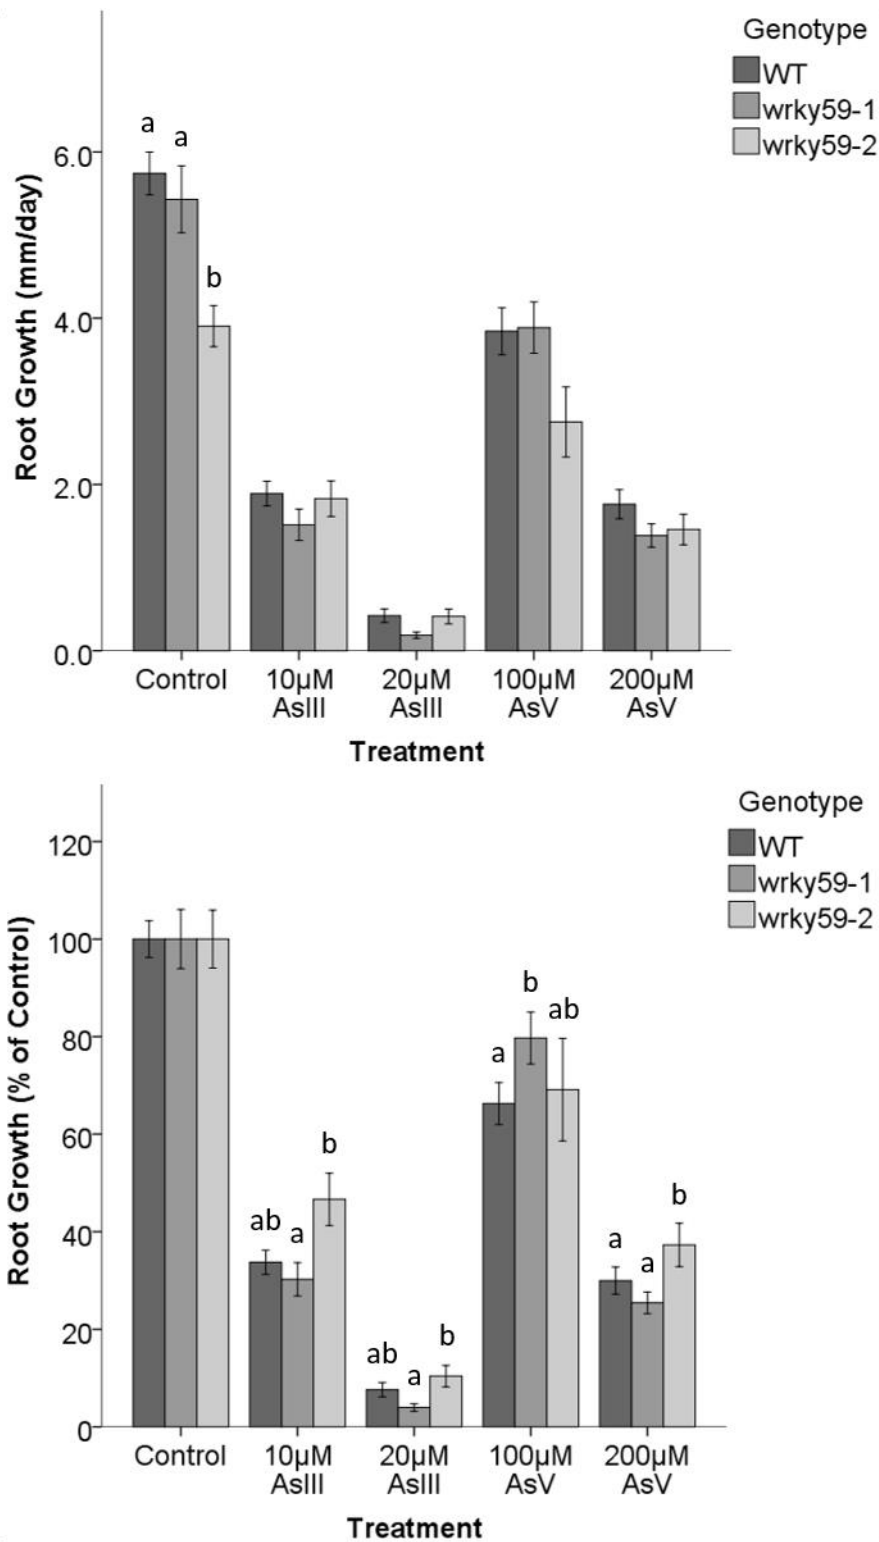 Genotype
WT
wrky59-1
wrky59-2
Root Growth (mm/day)
6.0
4.0
2.0
0.0
a
a
b
Control
10µM
AsIII
20µM
AsIII
100µM
AsV
200µM
AsV
Treatment
Genotype
WT
wrky59-1
wrky59-2
Root Growth (% of Control)
120
100
80
60
40
20
0
ab
a
b
ab
a
b
a
b
ab
a
a
b
Control
10µM
AsIII
20µM
AsIII
100µM
AsV
200µM
AsV
Treatment